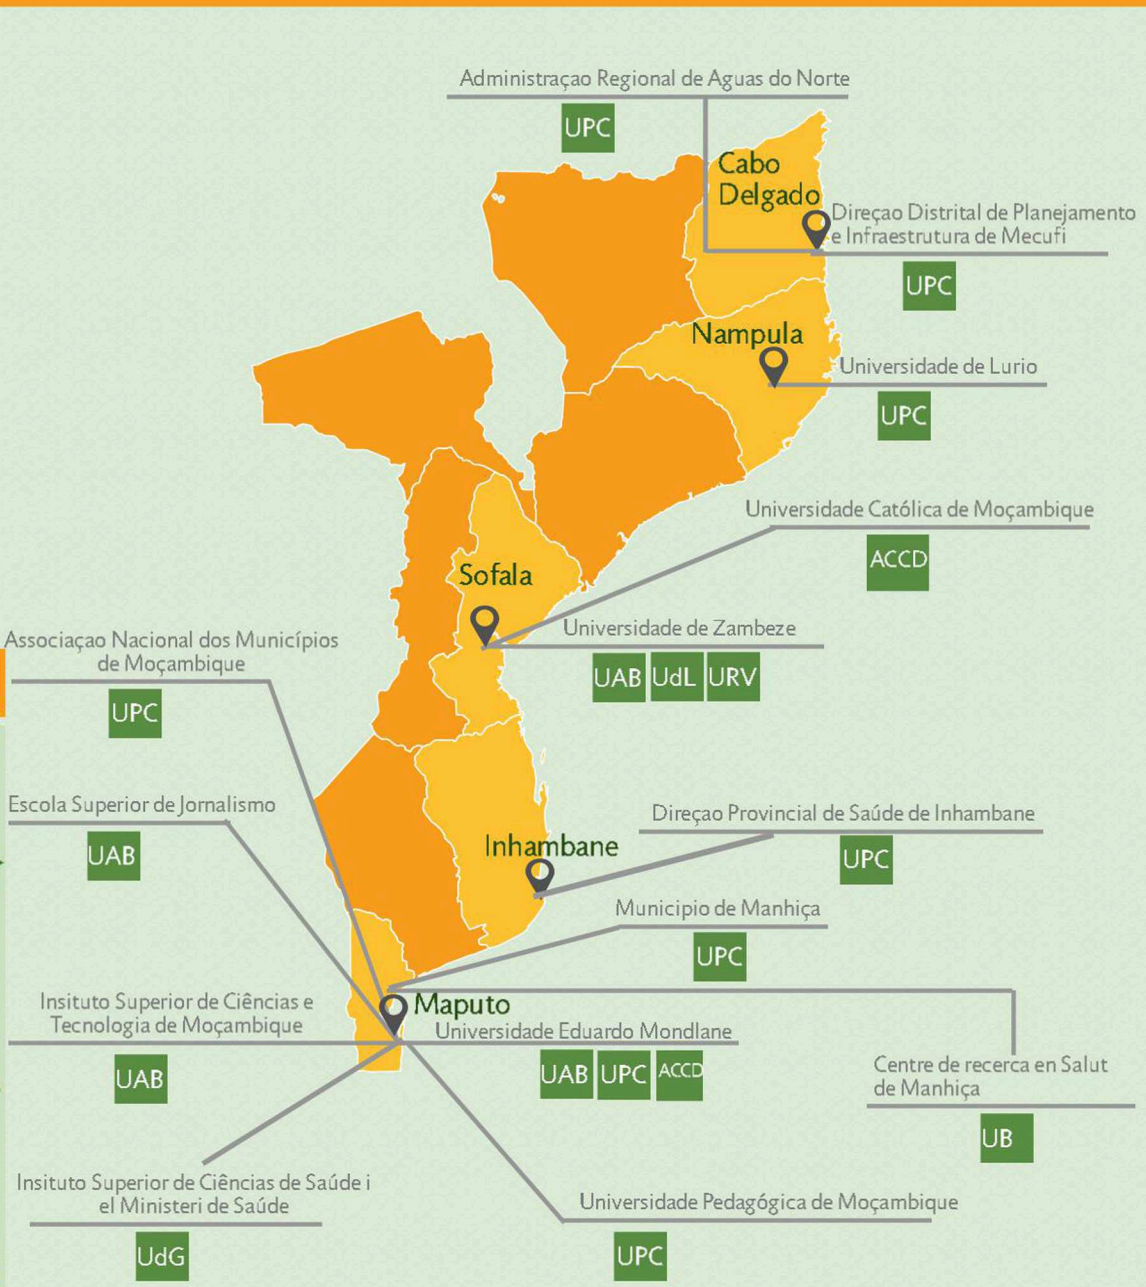 Administraçao Regional de Aguas do Norte
UPC
Cabo
Delgado
Direçao Distrital de Planejamento
e Infraestrutura de Mecufi
UPC
Nampula
Universidade de Lurio
UPC
Universidade Católica de Moçambique
ACCD
Sofala
Universidade de Zambeze
UAB UdL URV
Associaçao Nacional dos Municípios
de Moçambique
UPC
Escola Superior de Jornalismo
UAB
Direçao Provincial de Saúde de Inhambane
UPC
Inhambane
Municipio de Manhiça
UPC
Maputo
Insituto Superior de Ciências e
Tecnologia de Moçambique
UAB
Universidade Eduardo Mondlane
UAB UPC ACCD
Centre de recerca en Salut
de Manhiça
UB
Insituto Superior de Ciências de Saúde i
el Ministeri de Saúde
UdG
Universidade Pedagógica de Moçambique
UPC